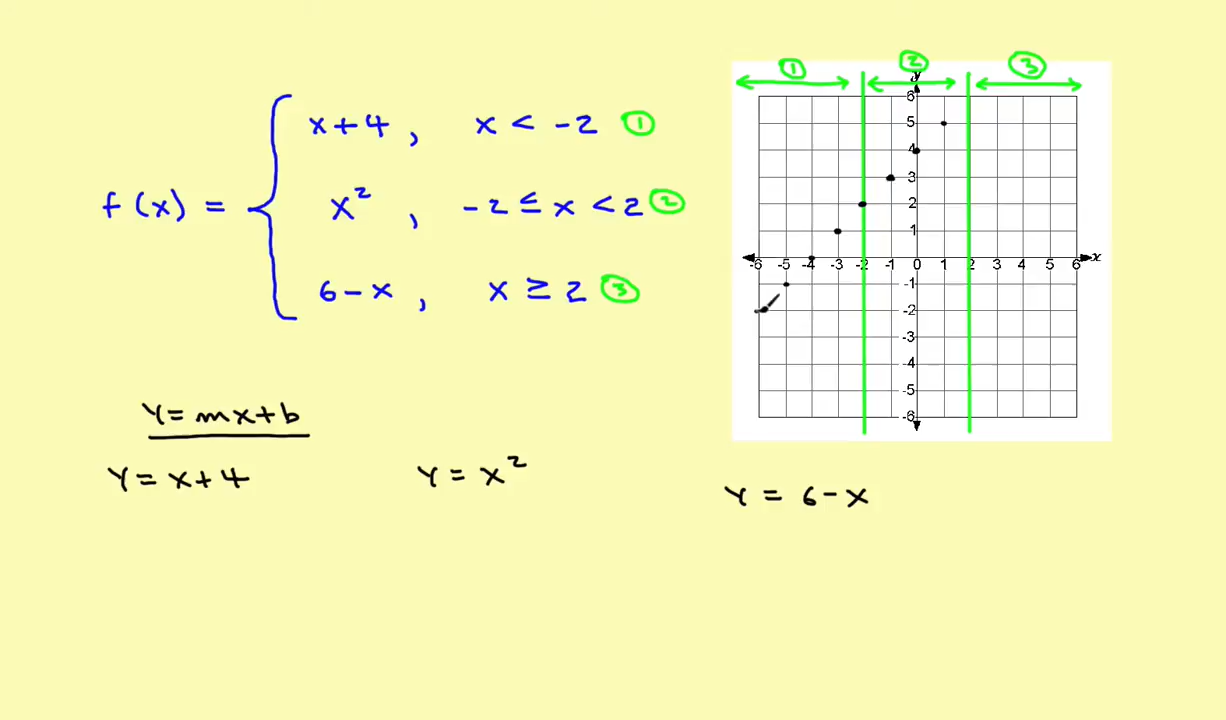 f(x) = { x+4 , x < -2 ①
x² , -2 ≤ x < 2 ②
6-x , x ≥ 2 ③
① ② ③
y
6
5
4
3
2
1
-6 -5 -4 -3 -2 -1 0 1 2 3 4 5 6 x
-1
-2
-3
-4
-5
-6
Y = mx+b
Y = x+4
Y = x²
Y = 6-x